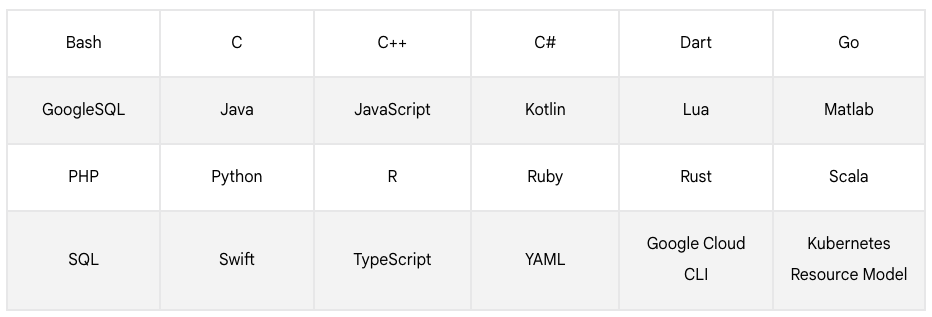 Bash C C++ C# Dart Go
GoogleSQL Java JavaScript Kotlin Lua Matlab
PHP Python R Ruby Rust Scala
SQL Swift TypeScript YAML Google Cloud CLI Kubernetes Resource Model